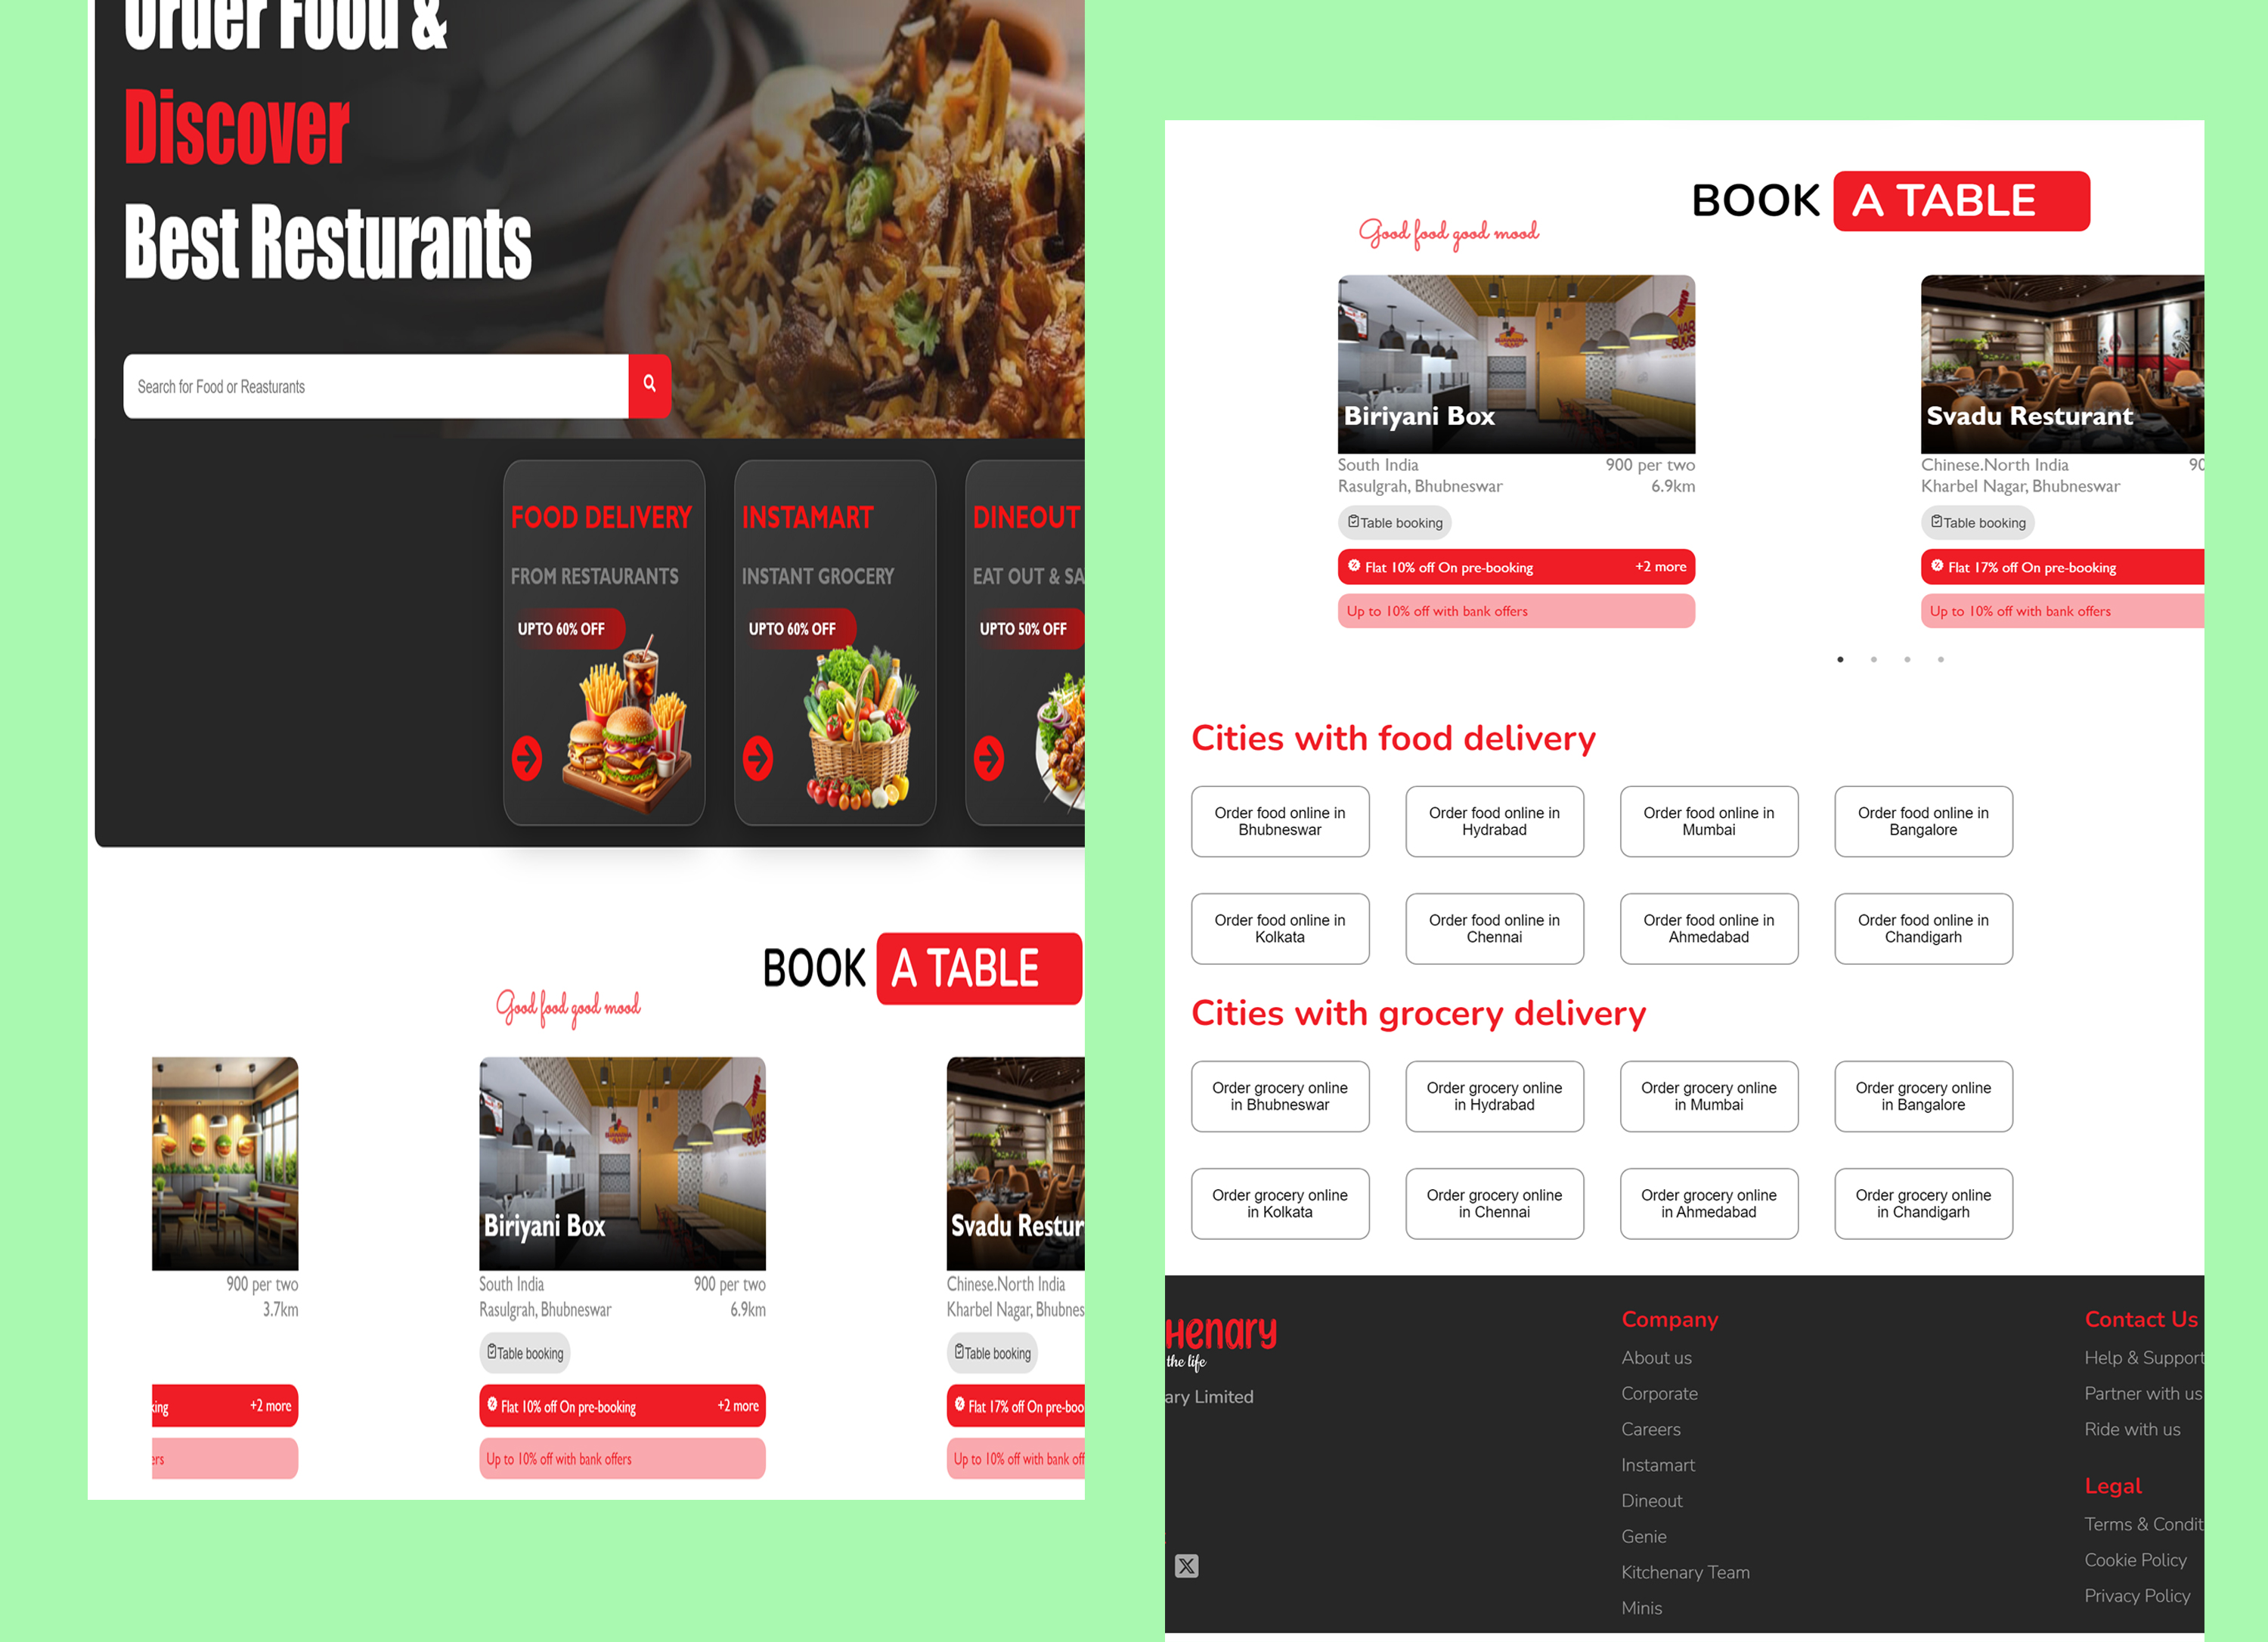 Order Food &
Discover
Best Resturants
Search for Food or Reasturants
FOOD DELIVERY
FROM RESTAURANTS
UPTO 60% OFF
INSTAMART
INSTANT GROCERY
UPTO 60% OFF
DINEOUT
EAT OUT & SA
UPTO 50% OFF
BOOK A TABLE
Good food good mood
900 per two
3.7km
king +2 more
ers
Biriyani Box
South India 900 per two
Rasulgrah, Bhubneswar 6.9km
Table booking
Flat 10% off On pre-booking +2 more
Up to 10% off with bank offers
Svadu Restur
Chinese.North India
Kharbel Nagar, Bhubnes
Table booking
Flat 17% off On pre-boo
Up to 10% off with bank off
BOOK A TABLE
Good food good mood
Biriyani Box
South India 900 per two
Rasulgrah, Bhubneswar 6.9km
Table booking
Flat 10% off On pre-booking +2 more
Up to 10% off with bank offers
Svadu Resturant
Chinese.North India 90
Kharbel Nagar, Bhubneswar
Table booking
Flat 17% off On pre-booking
Up to 10% off with bank offers
Cities with food delivery
Order food online in
Bhubneswar
Order food online in
Hydrabad
Order food online in
Mumbai
Order food online in
Bangalore
Order food online in
Kolkata
Order food online in
Chennai
Order food online in
Ahmedabad
Order food online in
Chandigarh
Cities with grocery delivery
Order grocery online
in Bhubneswar
Order grocery online
in Hydrabad
Order grocery online
in Mumbai
Order grocery online
in Bangalore
Order grocery online
in Kolkata
Order grocery online
in Chennai
Order grocery online
in Ahmedabad
Order grocery online
in Chandigarh
Henary
the life
ary Limited
Company
About us
Corporate
Careers
Instamart
Dineout
Genie
Kitchenary Team
Minis
Contact Us
Help & Support
Partner with us
Ride with us
Legal
Terms & Condit
Cookie Policy
Privacy Policy